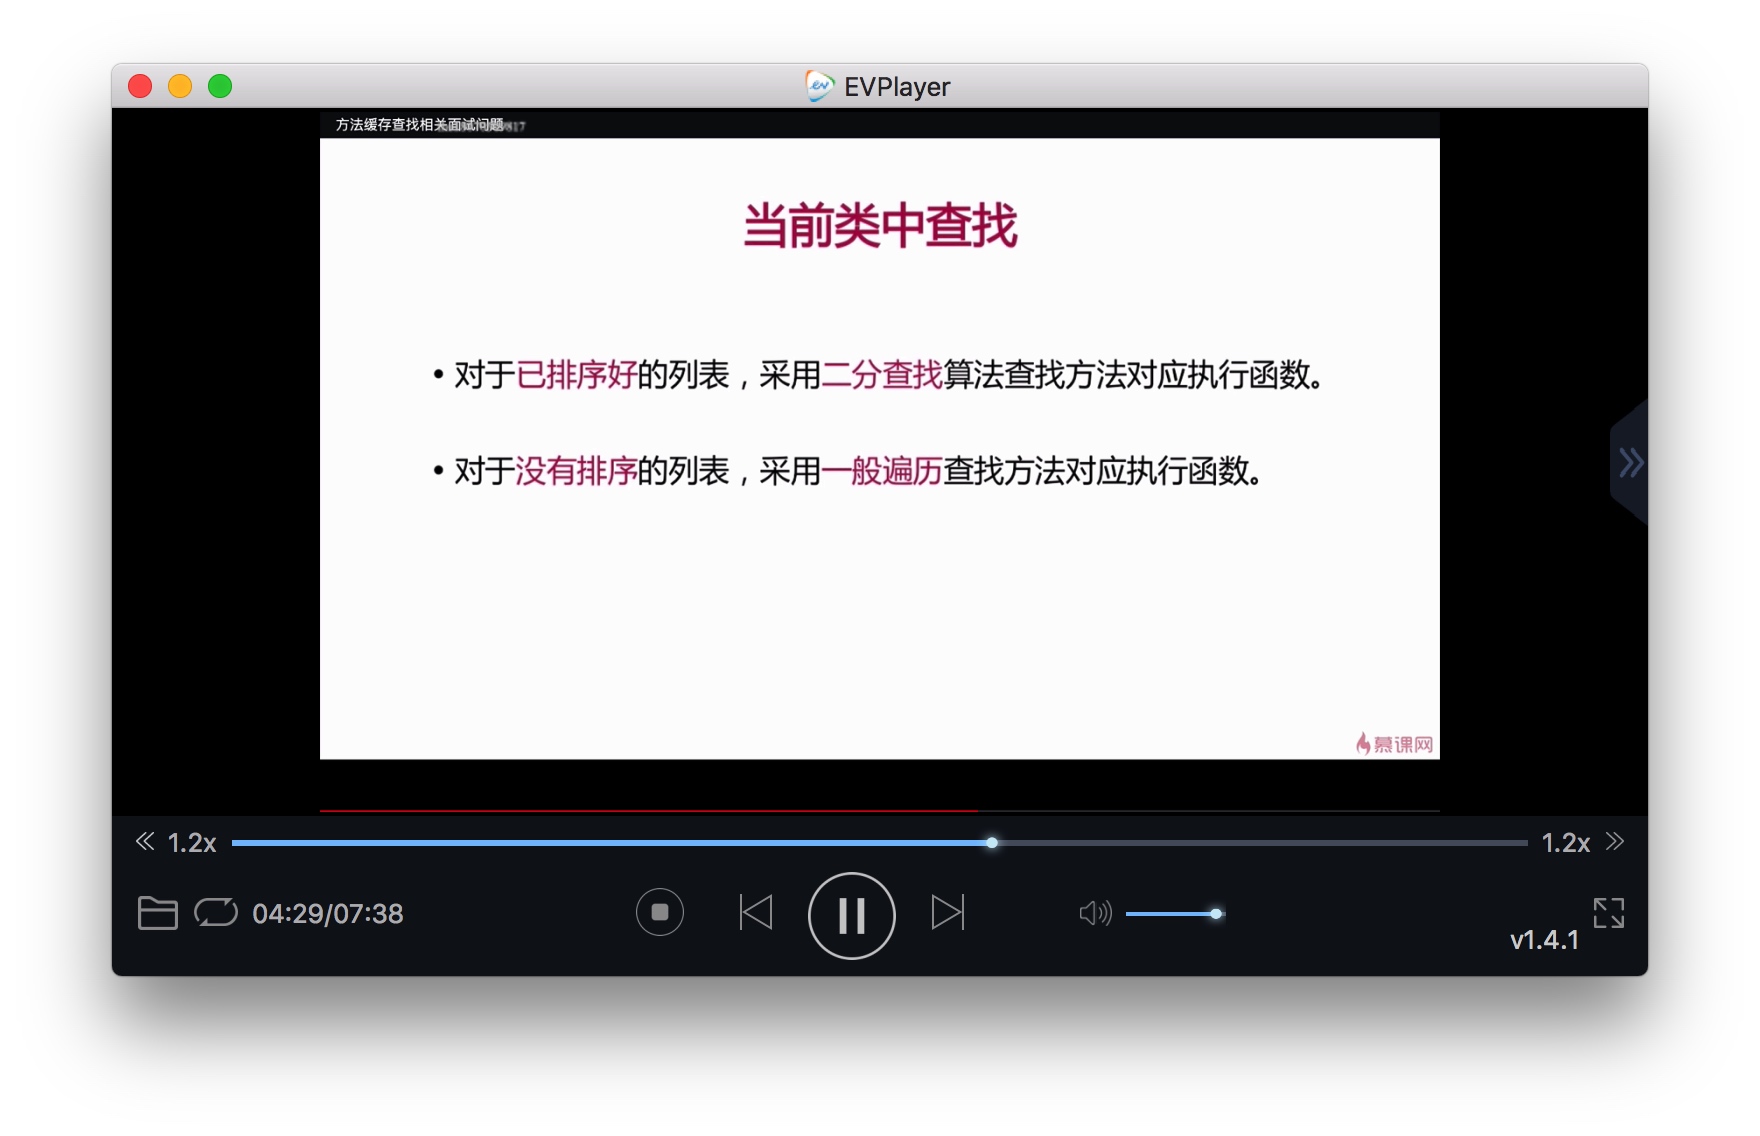 EVPlayer
方法缓存查找相关面试问题
当前类中查找
• 对于已排序好的列表，采用二分查找算法查找方法对应执行函数。
• 对于没有排序的列表，采用一般遍历查找方法对应执行函数。
慕课网
1.2x
1.2x
04:29/07:38
v1.4.1